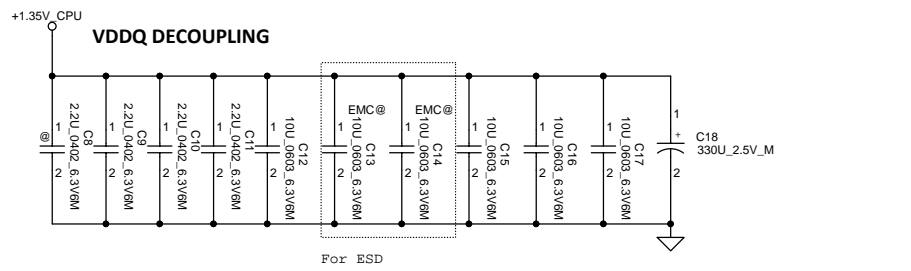 +1.35V_CPU
VDDQ DECOUPLING
@
1
2
C8
2.2U_0402_6.3V6M
1
2
C9
2.2U_0402_6.3V6M
1
2
C10
2.2U_0402_6.3V6M
1
2
C11
2.2U_0402_6.3V6M
1
2
C12
10U_0603_6.3V6M
EMC@
1
2
C13
10U_0603_6.3V6M
EMC@
1
2
C14
10U_0603_6.3V6M
1
2
C15
10U_0603_6.3V6M
1
2
C16
10U_0603_6.3V6M
1
2
C17
10U_0603_6.3V6M
1
+
2
C18
330U_2.5V_M
For ESD